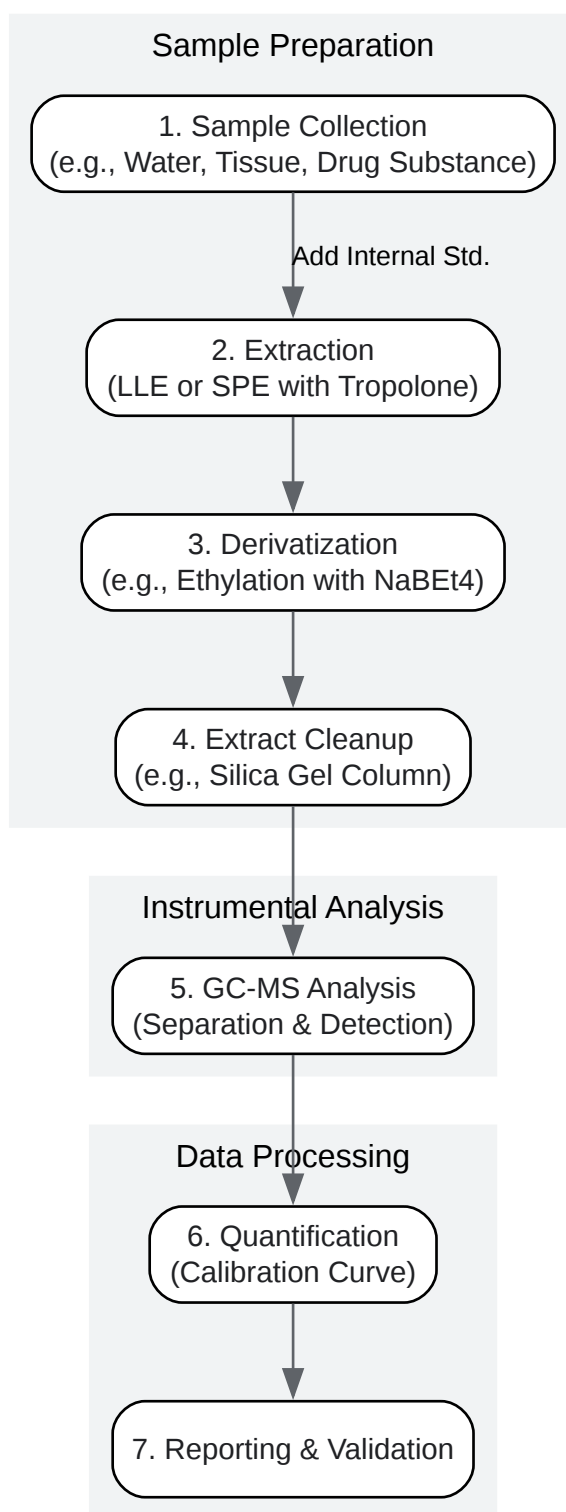 Sample Preparation
1. Sample Collection
(e.g., Water, Tissue, Drug Substance)
Add Internal Std.
2. Extraction
(LLE or SPE with Tropolone)
3. Derivatization
(e.g., Ethylation with NaBEt4)
4. Extract Cleanup
(e.g., Silica Gel Column)
Instrumental Analysis
5. GC-MS Analysis
(Separation & Detection)
Data Processing
6. Quantification
(Calibration Curve)
7. Reporting & Validation